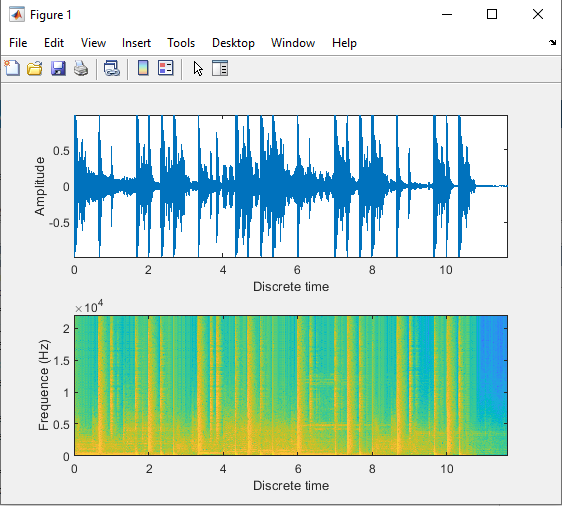 Figure 1
File Edit View Insert Tools Desktop Window Help
0.5
0
-0.5
Amplitude
0 2 4 6 8 10
Discrete time
×10⁴
2
1.5
1
0.5
0
Frequence (Hz)
0 2 4 6 8 10
Discrete time